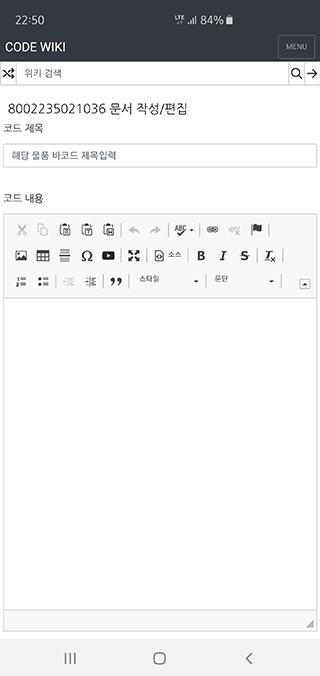 22:50 LTE 84%
CODE WIKI MENU
위키 검색
8002235021036 문서 작성/편집
코드 제목
해당 물품 바코드 제목입력
코드 내용
ABC
소스 B I S Tx
스타일 문단